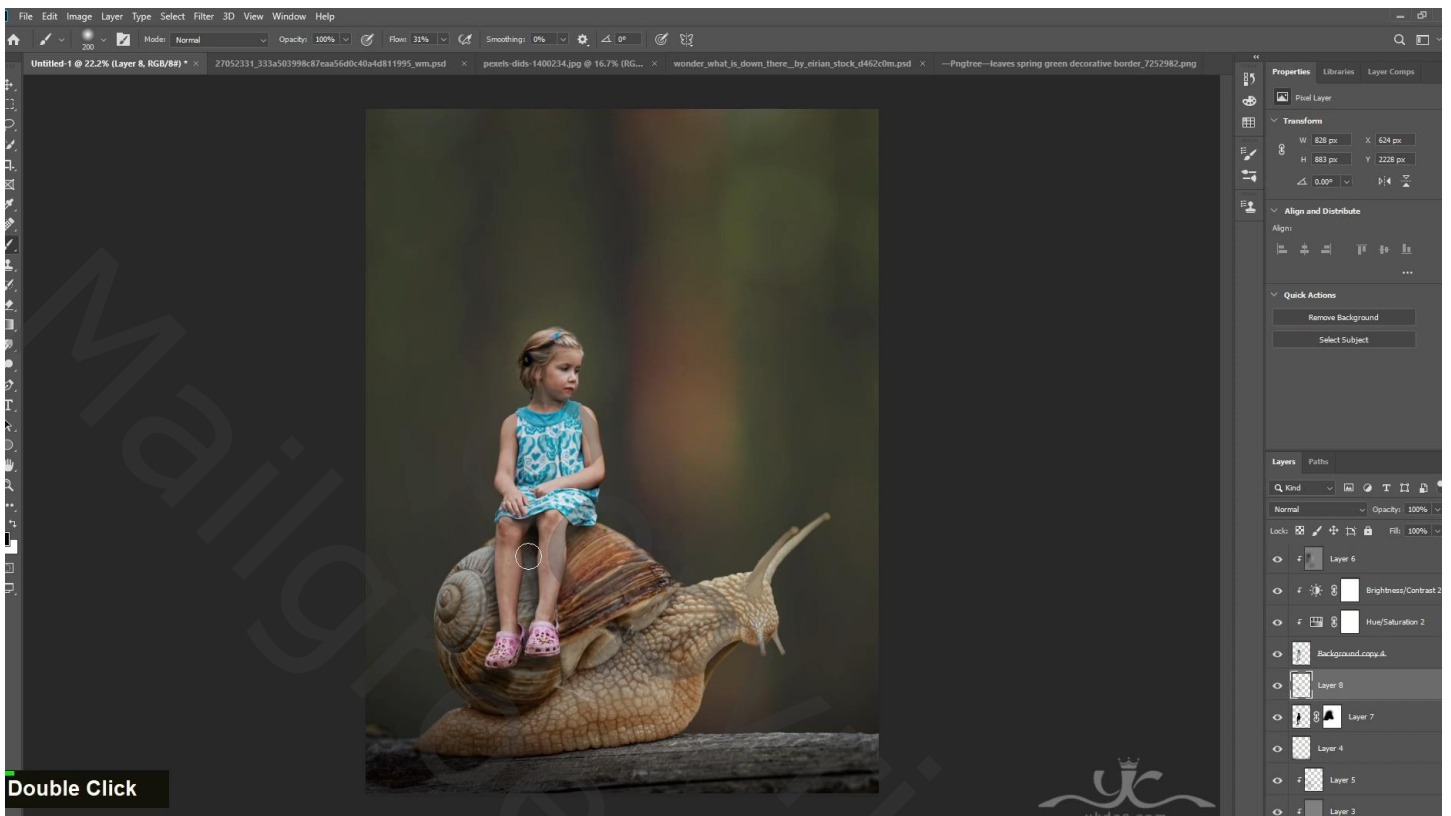 File Edit Image Layer Type Select Filter 3D View Window Help
200 Mode: Normal Opacity: 100% Flow: 31% Smoothing: 0% 0°
Untitled-1 @ 22.2% (Layer 8, RGB/8#) * × 27052331_333a503998c87eaa56d0c40a4d811995_wm.psd × pexels-dids-1400234.jpg @ 16.7% (RG... × wonder_what_is_down_there__by_eirian_stock_d462c0m.psd × —Pngtree—leaves spring green decorative border_7252982.png
Properties Libraries Layer Comps
Pixel Layer
Transform
W 828 px X 624 px
H 883 px Y 2228 px
0.00°
Align and Distribute
Align:
Quick Actions
Remove Background
Select Subject
Layers Paths
Kind
Normal Opacity: 100%
Lock: Fill: 100%
Layer 6
Brightness/Contrast 2
Hue/Saturation 2
Background copy 4
Layer 8
Layer 7
Layer 4
Layer 5
Layer 3
Double Click
yc